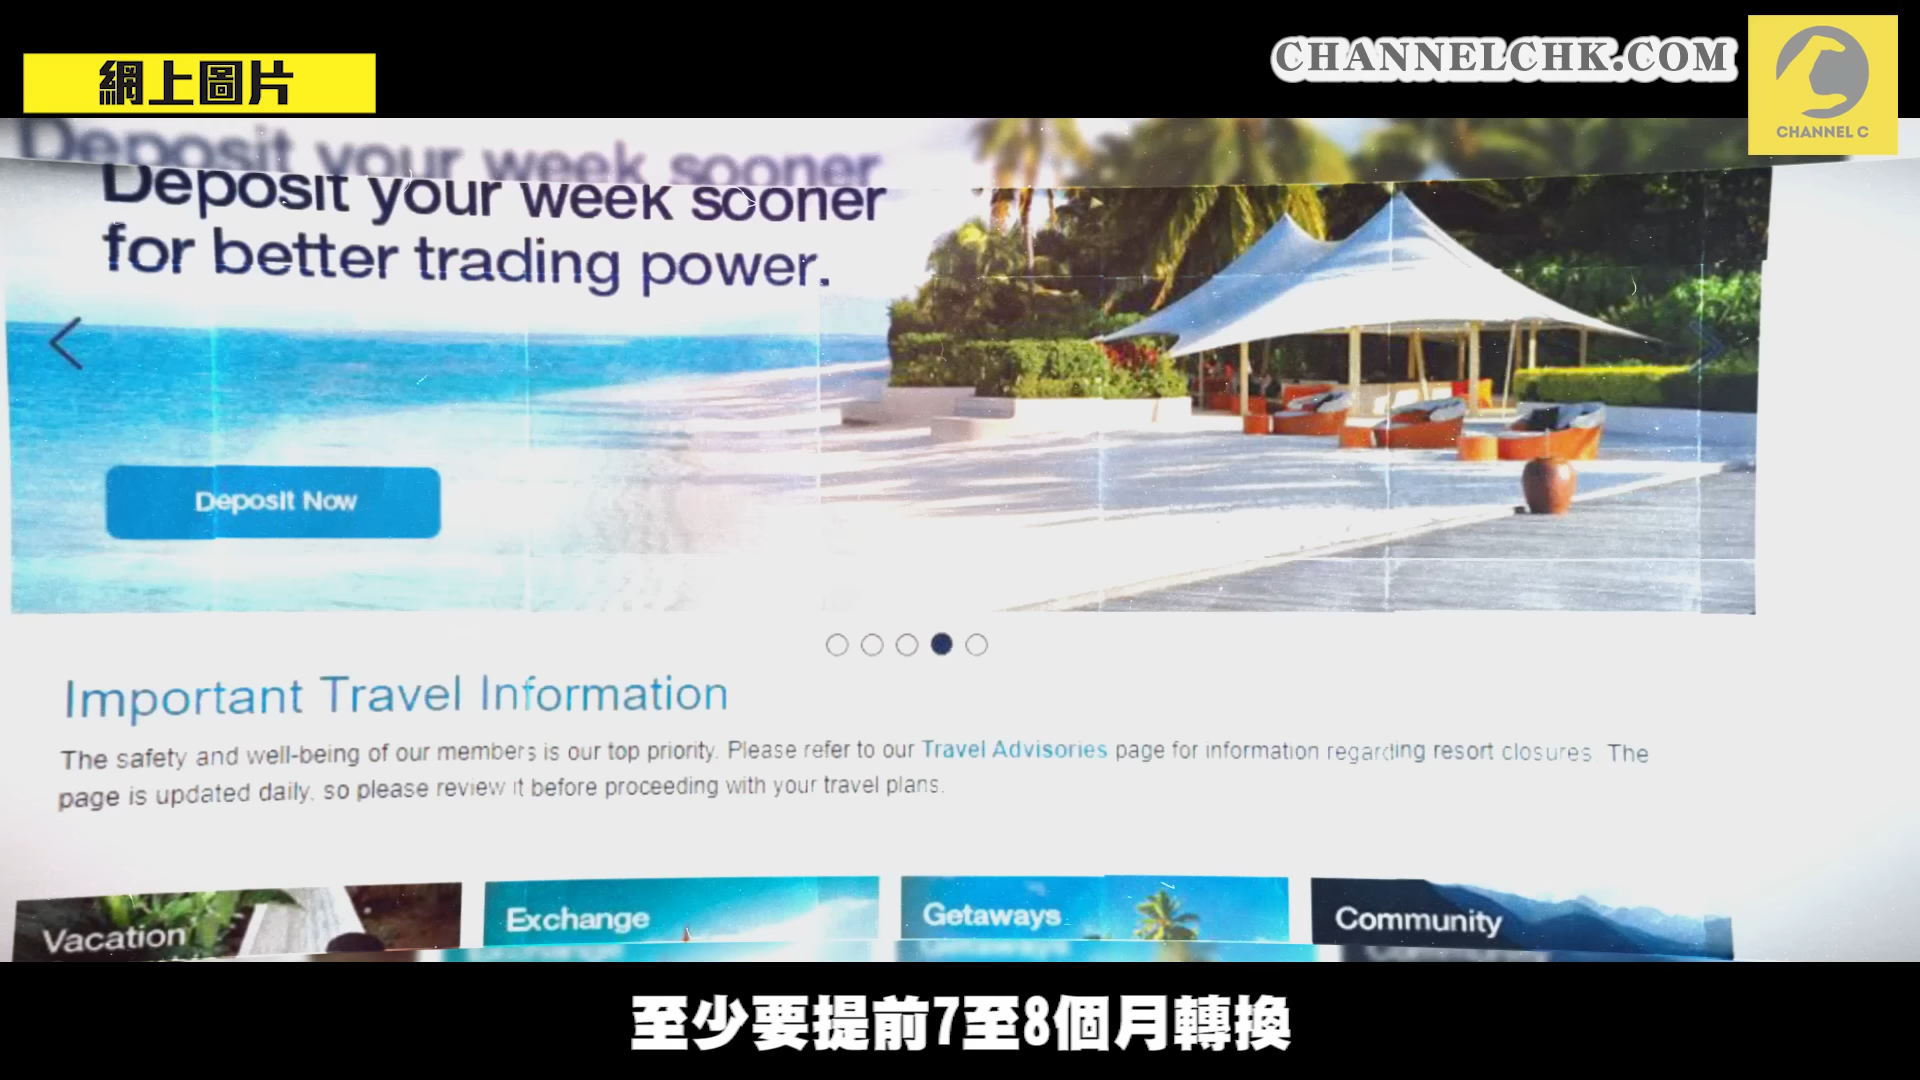 網上圖片
CHANNELCHK.COM
CHANNEL C
Deposit your week sooner
Deposit your week sooner
for better trading power.
Deposit Now
Important Travel Information
The safety and well-being of our members is our top priority. Please refer to our Travel Advisories page for information regarding resort closures. The
page is updated daily, so please review it before proceeding with your travel plans.
Vacation
Exchange
Getaways
Community
至少要提前7至8個月轉換